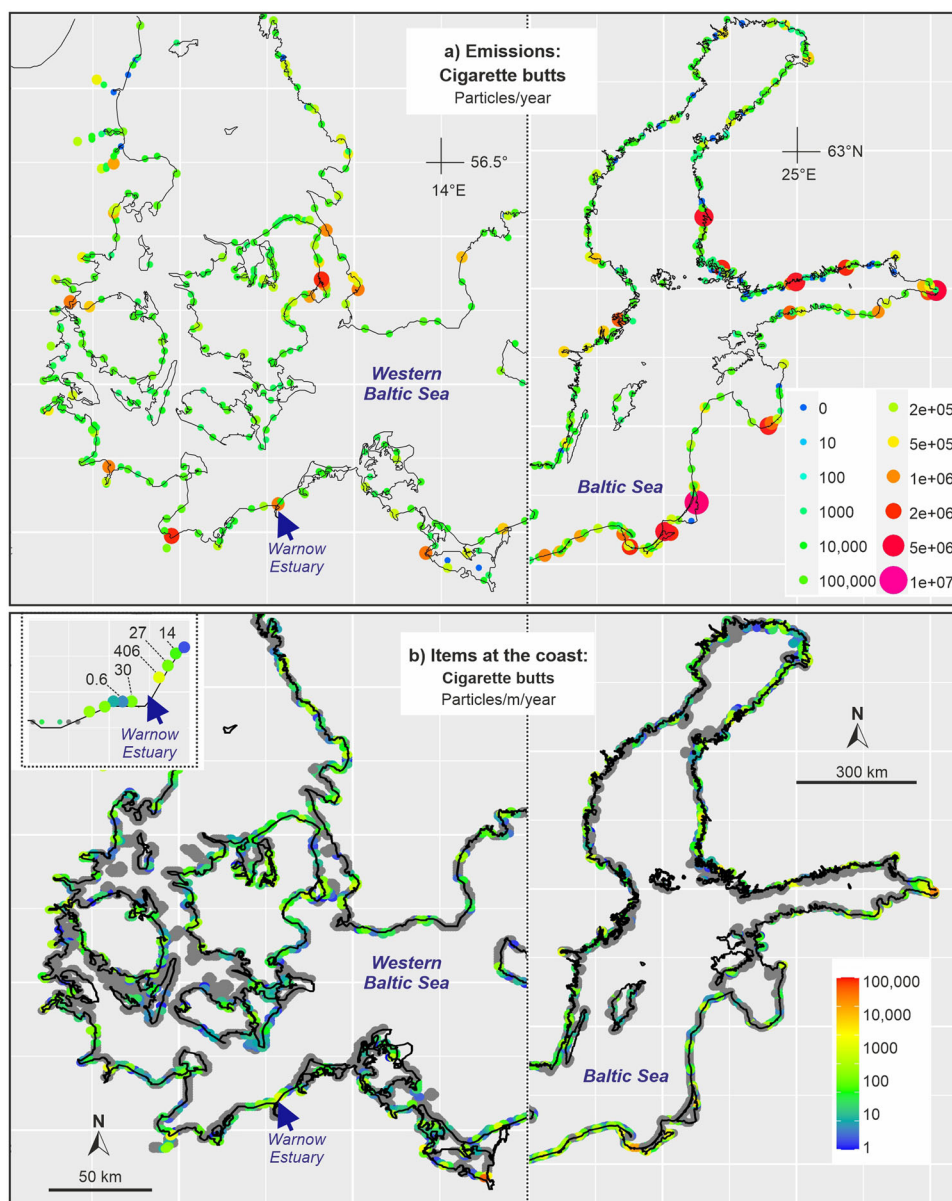 a) Emissions:
Cigarette butts
Particles/year
56.5°
14°E
63°N
25°E
Western
Baltic Sea
Baltic Sea
Warnow
Estuary
0
10
100
1000
10,000
100,000
2e+05
5e+05
1e+06
2e+06
5e+06
1e+07
b) Items at the coast:
Cigarette butts
Particles/m/year
27
14
406
0.6
30
Warnow
Estuary
N
300 km
Western
Baltic Sea
Baltic Sea
Warnow
Estuary
N
50 km
100,000
10,000
1000
100
10
1